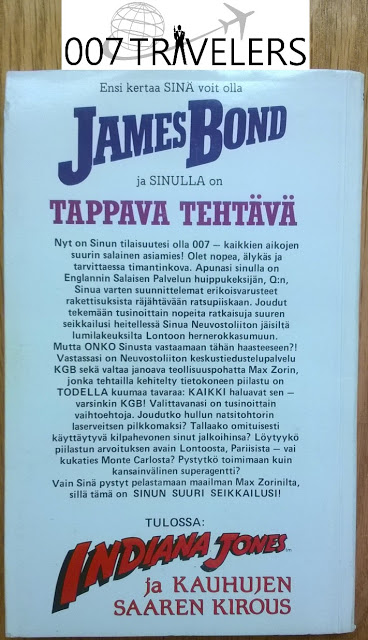 007 TRAVELERS
Ensi kertaa SINÄ voit olla
JAMES BOND
ja SINULLA on
TAPPAVA TEHTÄVÄ
Nyt on Sinun tilaisuutesi olla 007 — kaikkien aikojen
suurin salainen asiamies! Olet nopea, älykäs ja
tarvittaessa timantinkova. Apunasi sinulla on
Englannin Salaisen Palvelun huippukeksijän, Q:n,
Sinua varten suunnittelemat erikoisvarusteet
rakettisuksista räjähtävään ratsupiiskaan. Joudut
tekemään tusinoittain nopeita ratkaisuja suuren
seikkailusi heitellessä Sinua Neuvostoliiton jäisiltä
lumilakeuksilta Lontoon hernerokkasumuun.
Mutta ONKO Sinusta vastaamaan tähän haasteeseen?!
Vastassasi on Neuvostoliiton keskustiedustelupalvelu
KGB sekä valtaa janoava teollisuuspohatta Max Zorin,
jonka tehtailla kehitelty tietokoneen piilastu on
TODELLA kuumaa tavaraa: KAIKKI haluavat sen —
varsinkin KGB! Valittavanasi on tusinoittain
vaihtoehtoja. Joudutko hullun natsitohtorin
laserveitsen pilkkomaksi? Tallaako omituisesti
käyttäytyvä kilpahevonen sinut jalkoihinsa? Löytyykö
piilastun arvoituksen avain Lontoosta, Pariisista — vai
kukaties Monte Carlosta? Pystytkö toimimaan kuin
kansainvälinen superagentti?
Vain Sinä pystyt pelastamaan maailman Max Zorinilta,
sillä tämä on SINUN SUURI SEIKKAILUSI!
TULOSSA:
INDIANA JONES™
ja KAUHUJEN
SAAREN KIROUS